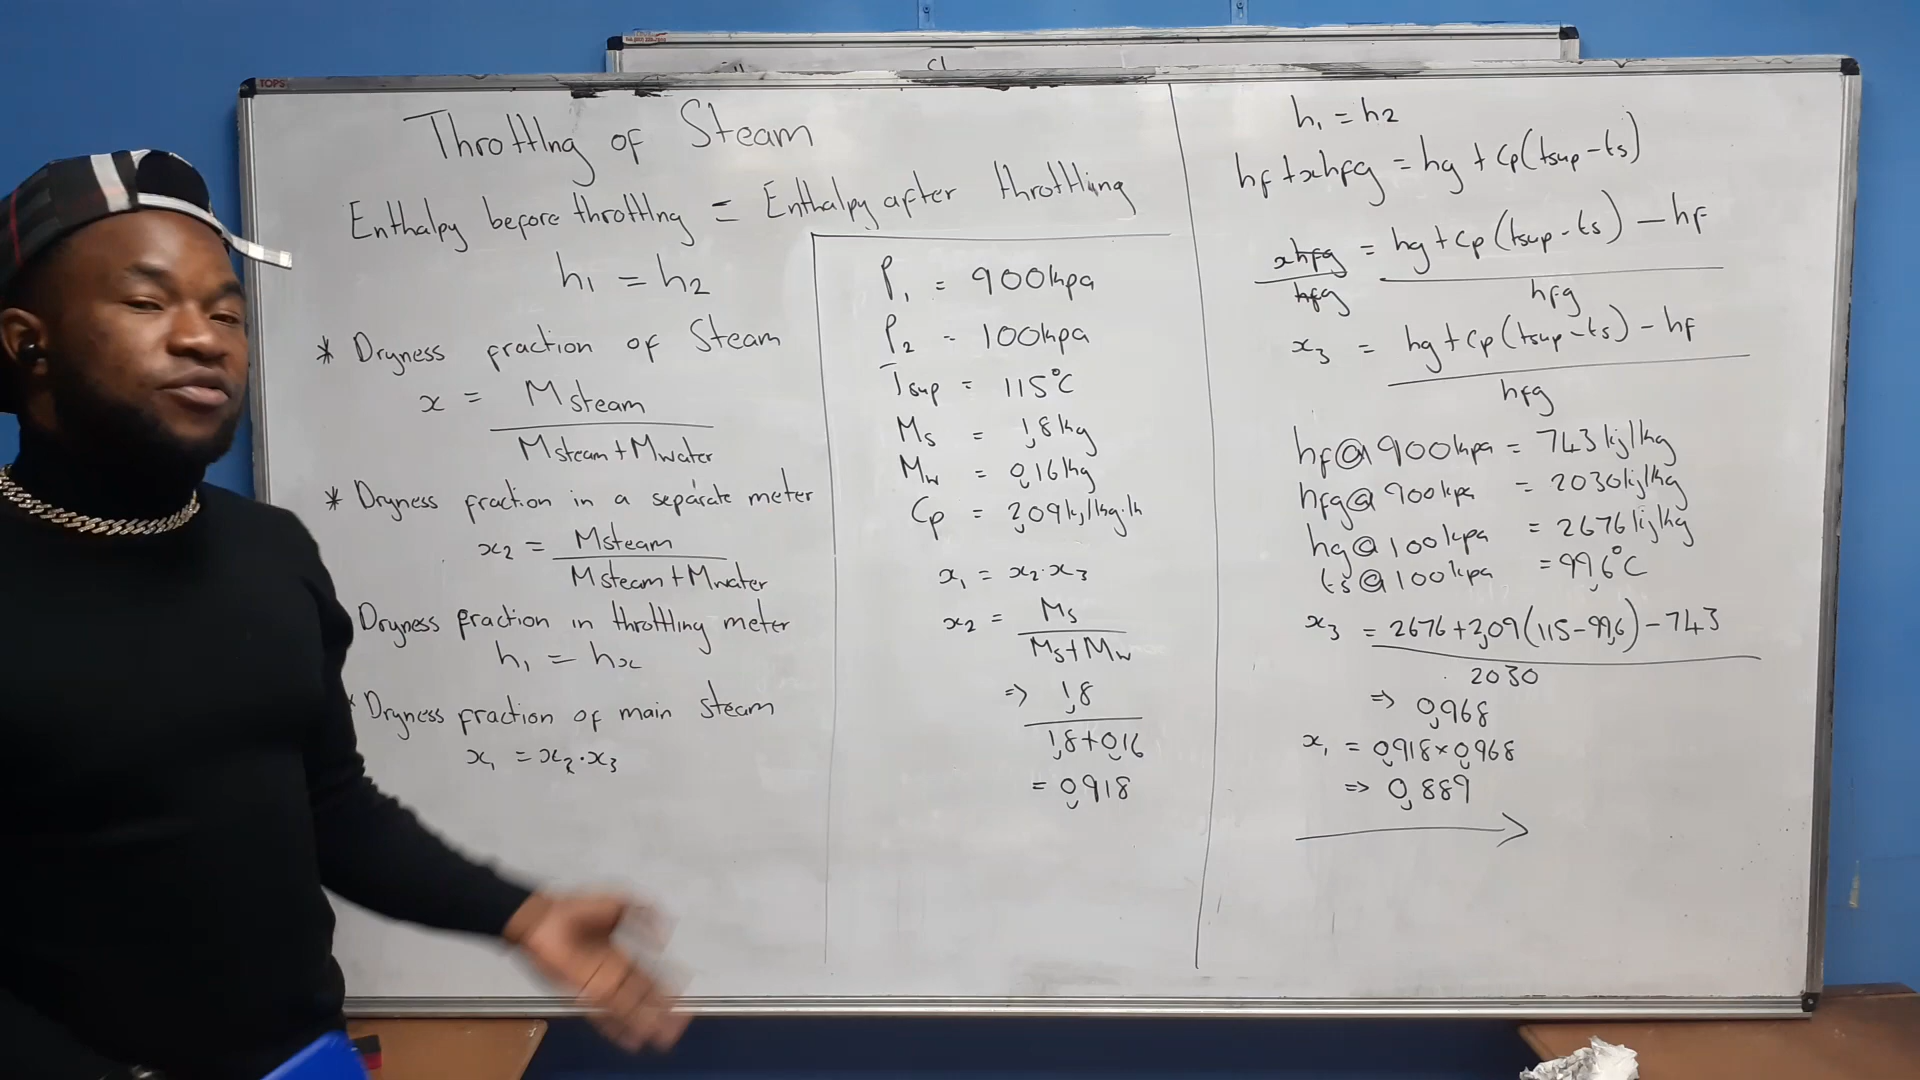 TOPS
Throttlng of Steam
Enthalpy before throttlng = Enthalpy after throttling
h₁ = h₂
* Dryness fraction of Steam
x = Msteam / Msteam+Mwater
* Dryness fraction in a separate meter
x₂ = Msteam / Msteam+Mwater
Dryness fraction in throttling meter
h₁ = hx
* Dryness fraction of main Steam
x₁ = x₂·x₃
P₁ = 900kpa
P₂ = 100kpa
Tsup = 115°C
Ms = 1,8kg
Mw = 0,16kg
Cp = 2,09kj/kg.k
x₁ = x₂·x₃
x₂ = Ms / Ms+Mw
=> 1,8 / 1,8+0,16
= 0,918
h₁ = h₂
hf+xhfg = hg + Cp(tsup-ts)
xhfg / hfg = hg+Cp(tsup-ts)-hf / hfg
x₃ = hg+Cp(tsup-ts)-hf / hfg
hf@900kpa = 743kj/kg
hfg@900kpa = 2030kj/kg
hg@100kpa = 2676kj/kg
ts@100kpa = 99,6°C
x₃ = 2676+2,09(115-99,6)-743 / 2030
=> 0,968
x₁ = 0,918×0,968
=> 0,889